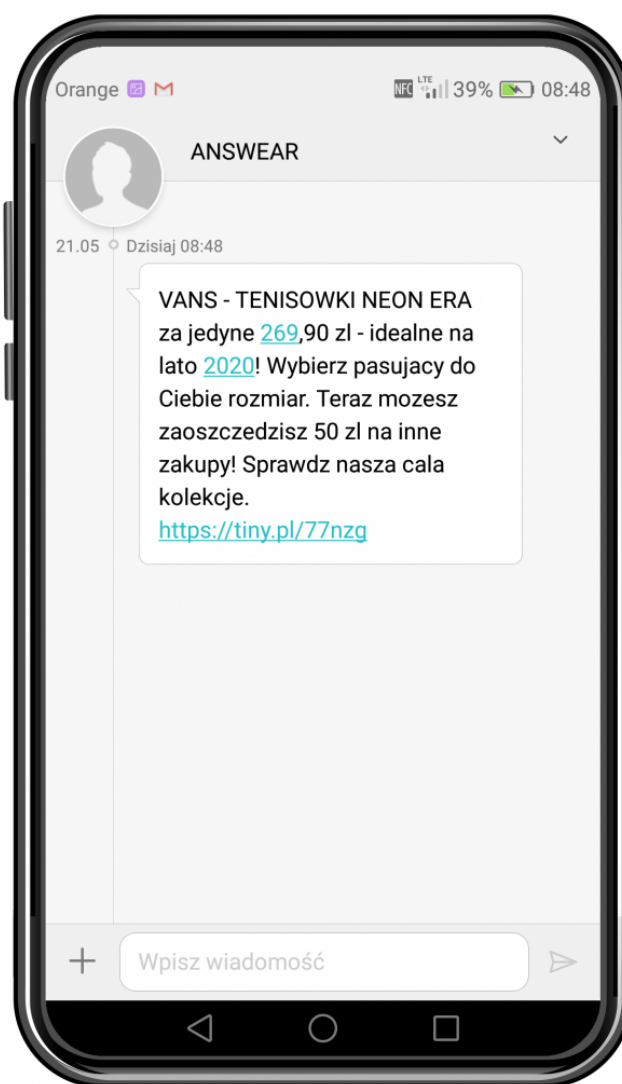 Orange NFC LTE 39% 08:48
ANSWEAR
21.05 Dzisiaj 08:48
VANS - TENISOWKI NEON ERA
za jedyne 269,90 zl - idealne na
lato 2020! Wybierz pasujacy do
Ciebie rozmiar. Teraz mozesz
zaoszczedzisz 50 zl na inne
zakupy! Sprawdz nasza cala
kolekcje.
https://tiny.pl/77nzg
Wpisz wiadomość